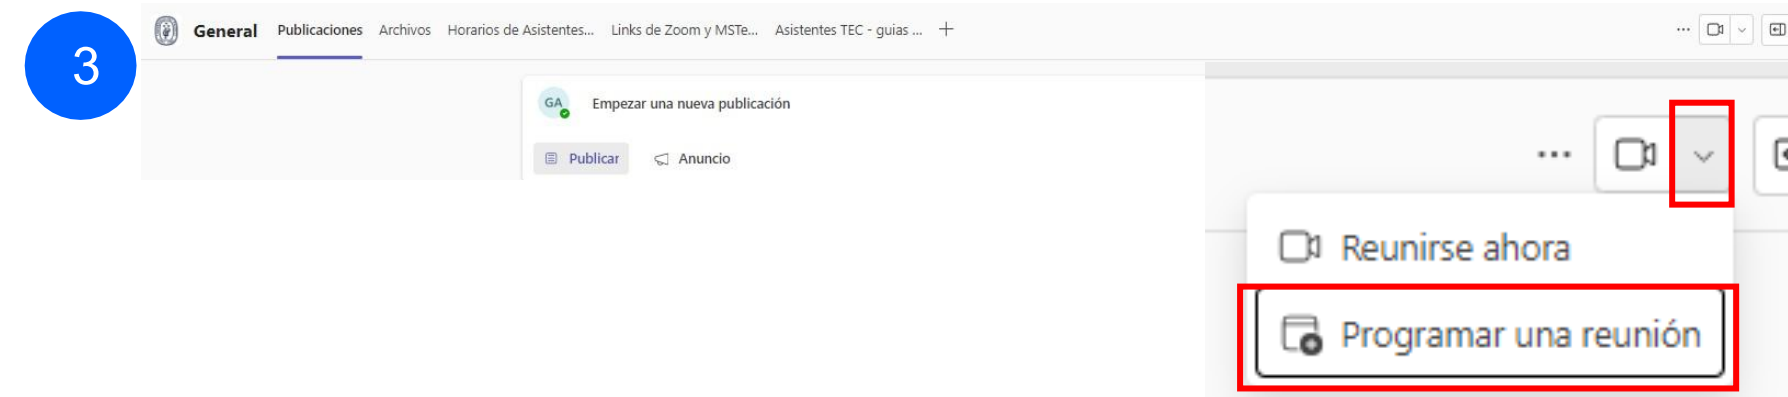 3
General Publicaciones Archivos Horarios de Asistentes... Links de Zoom y MSTe... Asistentes TEC - guias ... +
GA Empezar una nueva publicación
Publicar Anuncio
Reunirse ahora
Programar una reunión